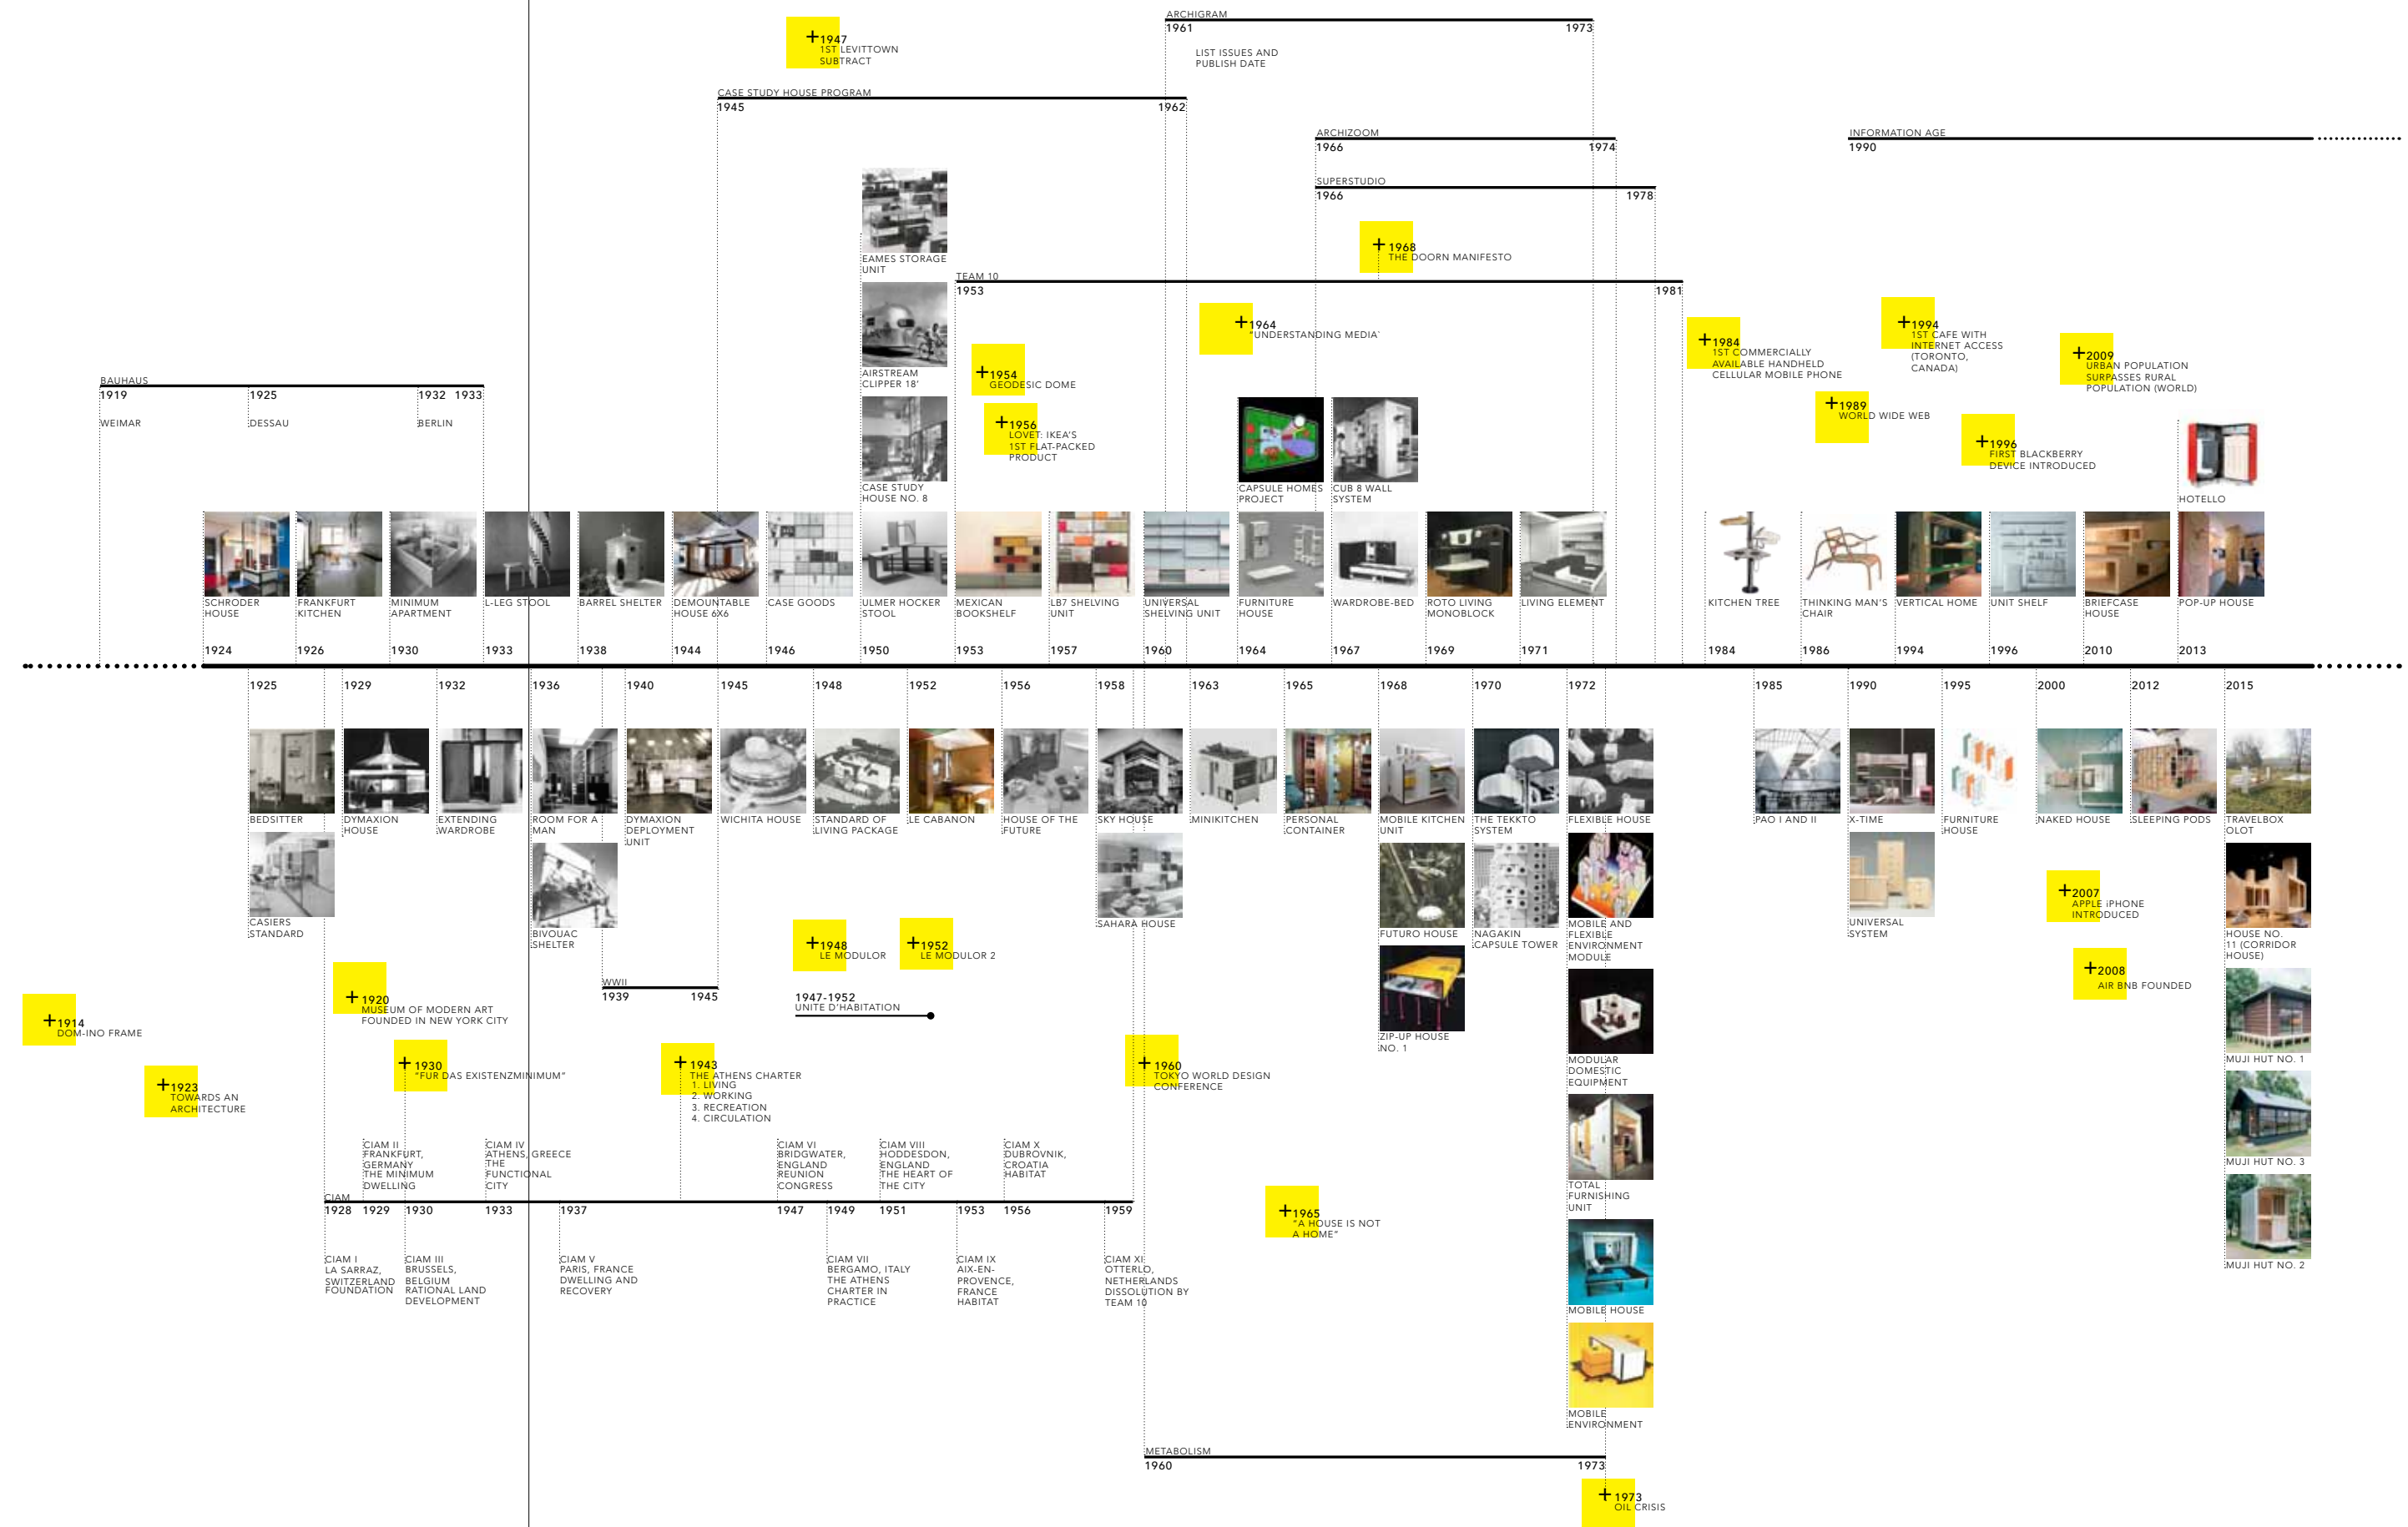 ARCHIGRAM
1961
1973
LIST ISSUES AND
PUBLISH DATE
1947
1ST LEVITTOWN
SUBTRACT
CASE STUDY HOUSE PROGRAM
1945
1962
ARCHIZOOM
1966
1974
INFORMATION AGE
1990
SUPERSTUDIO
1966
1978
1968
THE DOORN MANIFESTO
TEAM 10
1953
1981
EAMES STORAGE
UNIT
AIRSTREAM
CLIPPER 18'
CASE STUDY
HOUSE NO. 8
1964
"UNDERSTANDING MEDIA'
1954
GEODESIC DOME
1956
LOVET: IKEA'S
1ST FLAT-PACKED
PRODUCT
1984
1ST COMMERCIALLY
AVAILABLE HANDHELD
CELLULAR MOBILE PHONE
1994
1ST CAFE WITH
INTERNET ACCESS
(TORONTO,
CANADA)
2009
URBAN POPULATION
SURPASSES RURAL
POPULATION (WORLD)
1989
WORLD WIDE WEB
1996
FIRST BLACKBERRY
DEVICE INTRODUCED
BAUHAUS
1919
1925
1932
1933
WEIMAR
DESSAU
BERLIN
CAPSULE HOMES
PROJECT
CUB 8 WALL
SYSTEM
HOTELLO
SCHRODER
HOUSE
FRANKFURT
KITCHEN
MINIMUM
APARTMENT
L-LEG STOOL
BARREL SHELTER
DEMOUNTABLE
HOUSE 6X6
CASE GOODS
ULMER HOCKER
STOOL
MEXICAN
BOOKSHELF
LB7 SHELVING
UNIT
UNIVERSAL
SHELVING UNIT
FURNITURE
HOUSE
WARDROBE-BED
ROTO LIVING
MONOBLOCK
LIVING ELEMENT
KITCHEN TREE
THINKING MAN'S
CHAIR
VERTICAL HOME
UNIT SHELF
BRIEFCASE
HOUSE
POP-UP HOUSE
1924
1926
1930
1933
1938
1944
1946
1950
1953
1957
1960
1964
1967
1969
1971
1984
1986
1994
1996
2010
2013
1925
1929
1932
1936
1940
1945
1948
1952
1956
1958
1963
1965
1968
1970
1972
1985
1990
1995
2000
2012
2015
BEDSITTER
DYMAXION
HOUSE
EXTENDING
WARDROBE
ROOM FOR A
MAN
DYMAXION
DEPLOYMENT
UNIT
WICHITA HOUSE
STANDARD OF
LIVING PACKAGE
LE CABANON
HOUSE OF THE
FUTURE
SKY HOUSE
MINIKITCHEN
PERSONAL
CONTAINER
MOBILE KITCHEN
UNIT
THE TEKKTO
SYSTEM
FLEXIBLE HOUSE
PAO I AND II
X-TIME
FURNITURE
HOUSE
NAKED HOUSE
SLEEPING PODS
TRAVELBOX
OLOT
CASIERS
STANDARD
BIVOUAC
SHELTER
SAHARA HOUSE
FUTURO HOUSE
NAGAKIN
CAPSULE TOWER
MOBILE AND
FLEXIBLE
ENVIRONMENT
MODULE
UNIVERSAL
SYSTEM
HOUSE NO.
11 (CORRIDOR
HOUSE)
ZIP-UP HOUSE
NO. 1
MODULAR
DOMESTIC
EQUIPMENT
TOTAL
FURNISHING
UNIT
MOBILE HOUSE
MOBILE
ENVIRONMENT
MUJI HUT NO. 1
MUJI HUT NO. 3
MUJI HUT NO. 2
2007
APPLE iPHONE
INTRODUCED
2008
AIR BNB FOUNDED
1948
LE MODULOR
1952
LE MODULOR 2
WWII
1939
1945
1947-1952
UNITE D'HABITATION
1920
MUSEUM OF MODERN ART
FOUNDED IN NEW YORK CITY
1914
DOM-INO FRAME
1923
TOWARDS AN
ARCHITECTURE
1930
"FUR DAS EXISTENZMINIMUM"
1943
THE ATHENS CHARTER
1. LIVING
2. WORKING
3. RECREATION
4. CIRCULATION
1960
TOKYO WORLD DESIGN
CONFERENCE
1965
"A HOUSE IS NOT
A HOME"
CIAM II
FRANKFURT,
GERMANY
THE MINIMUM
DWELLING
CIAM IV
ATHENS, GREECE
THE
FUNCTIONAL
CITY
CIAM VI
BRIDGWATER,
ENGLAND
REUNION
CONGRESS
CIAM VIII
HODDESDON,
ENGLAND
THE HEART OF
THE CITY
CIAM X
DUBROVNIK,
CROATIA
HABITAT
CIAM
1928
1929
1930
1933
1937
1947
1949
1951
1953
1956
1959
CIAM I
LA SARRAZ,
SWITZERLAND
FOUNDATION
CIAM III
BRUSSELS,
BELGIUM
RATIONAL LAND
DEVELOPMENT
CIAM V
PARIS, FRANCE
DWELLING AND
RECOVERY
CIAM VII
BERGAMO, ITALY
THE ATHENS
CHARTER IN
PRACTICE
CIAM IX
AIX-EN-
PROVENCE,
FRANCE
HABITAT
CIAM XI
OTTERLO,
NETHERLANDS
DISSOLUTION BY
TEAM 10
METABOLISM
1960
1973
1973
OIL CRISIS